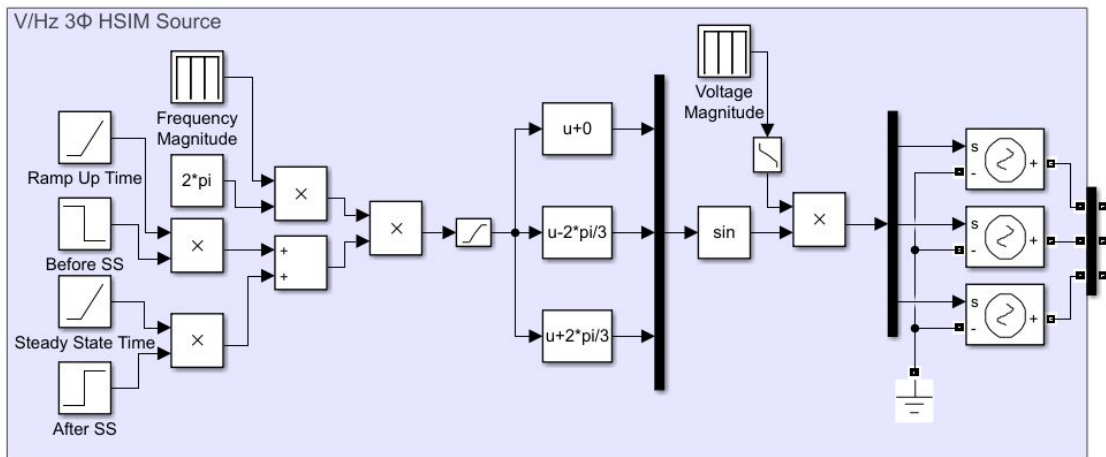 V/Hz 3Φ HSIM Source
Frequency
Magnitude
Ramp Up Time
2*pi
×
Before SS
×
+
+
×
Steady State Time
×
After SS
u+0
u-2*pi/3
u+2*pi/3
sin
Voltage
Magnitude
×
s
-
+
s
-
+
s
-
+